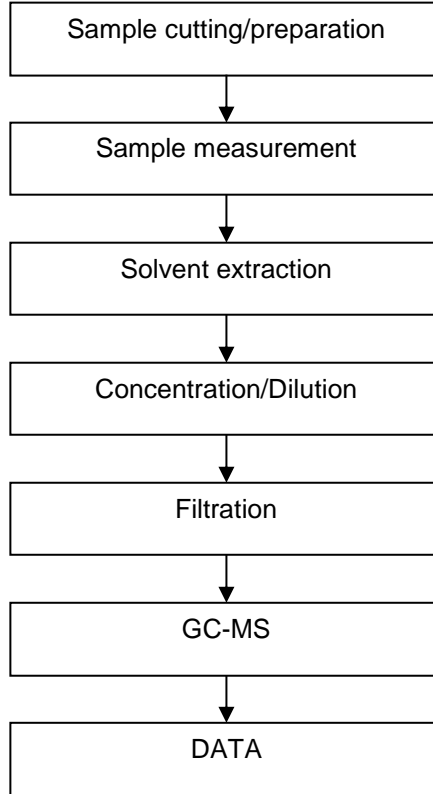 Sample cutting/preparation
Sample measurement
Solvent extraction
Concentration/Dilution
Filtration
GC-MS
DATA